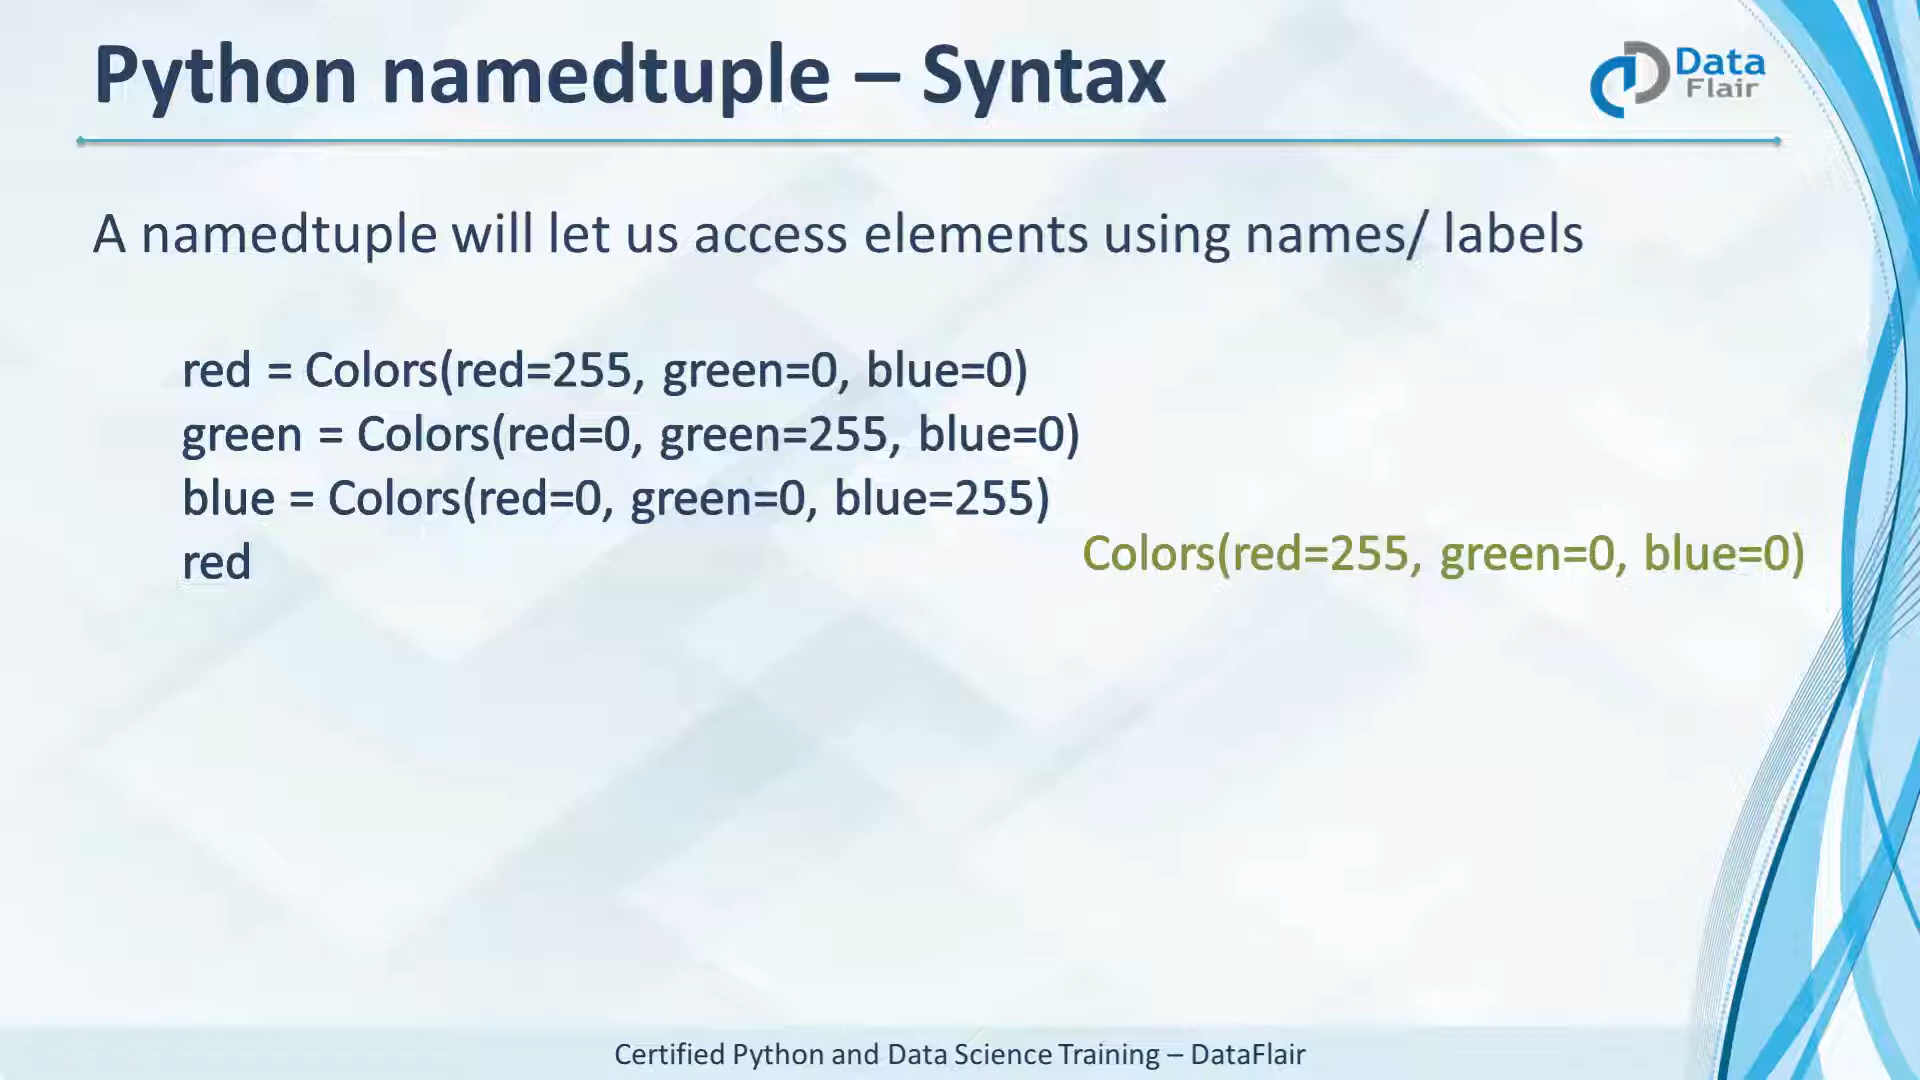 Python namedtuple – Syntax
Data
Flair
A namedtuple will let us access elements using names/ labels
red = Colors(red=255, green=0, blue=0)
green = Colors(red=0, green=255, blue=0)
blue = Colors(red=0, green=0, blue=255)
red
Colors(red=255, green=0, blue=0)
Certified Python and Data Science Training – DataFlair